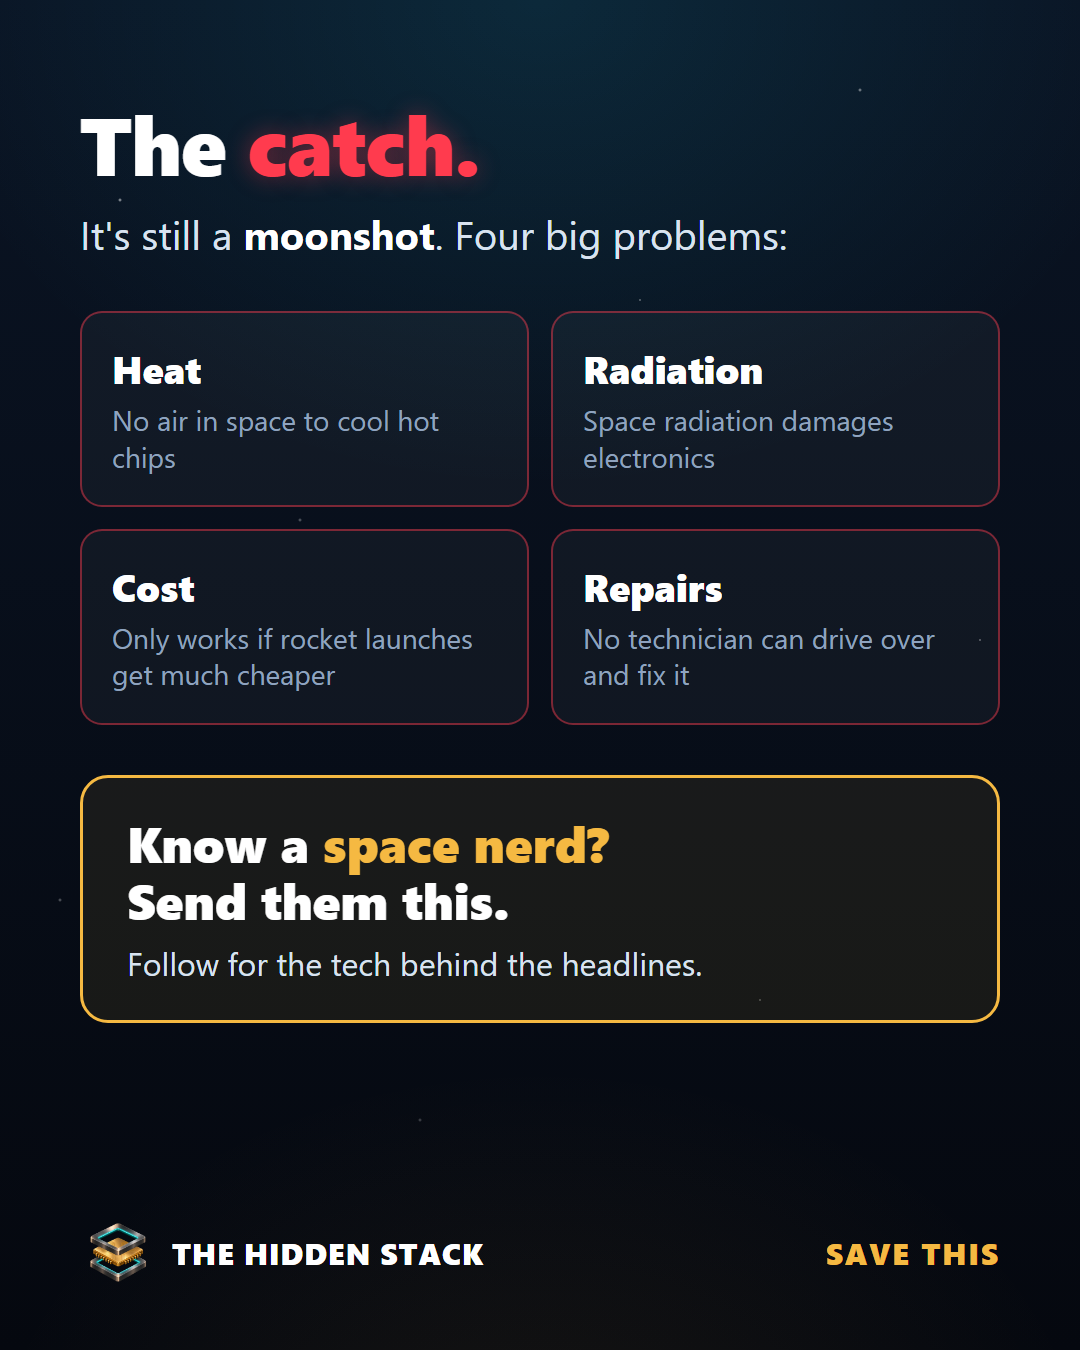 The catch.
It's still a moonshot. Four big problems:
Heat
No air in space to cool hot
chips
Radiation
Space radiation damages
electronics
Cost
Only works if rocket launches
get much cheaper
Repairs
No technician can drive over
and fix it
Know a space nerd?
Send them this.
Follow for the tech behind the headlines.
THE HIDDEN STACK
SAVE THIS